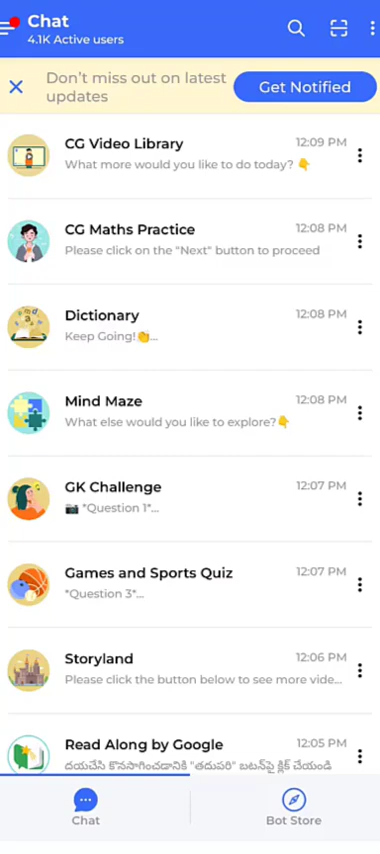 Chat
4.1K Active users
Don't miss out on latest
updates
Get Notified
CG Video Library
12:09 PM
What more would you like to do today? 👇
CG Maths Practice
12:08 PM
Please click on the "Next" button to proceed
Dictionary
12:08 PM
Keep Going!👏...
Mind Maze
12:08 PM
What else would you like to explore?👇
GK Challenge
12:07 PM
📷 *Question 1*...
Games and Sports Quiz
12:07 PM
*Question 3*...
Storyland
12:06 PM
Please click the button below to see more vide...
Read Along by Google
12:05 PM
దయచేసి కొనసాగించడానికి "తదుపరి" బటన్‌పై క్లిక్ చేయండి
Chat
Bot Store